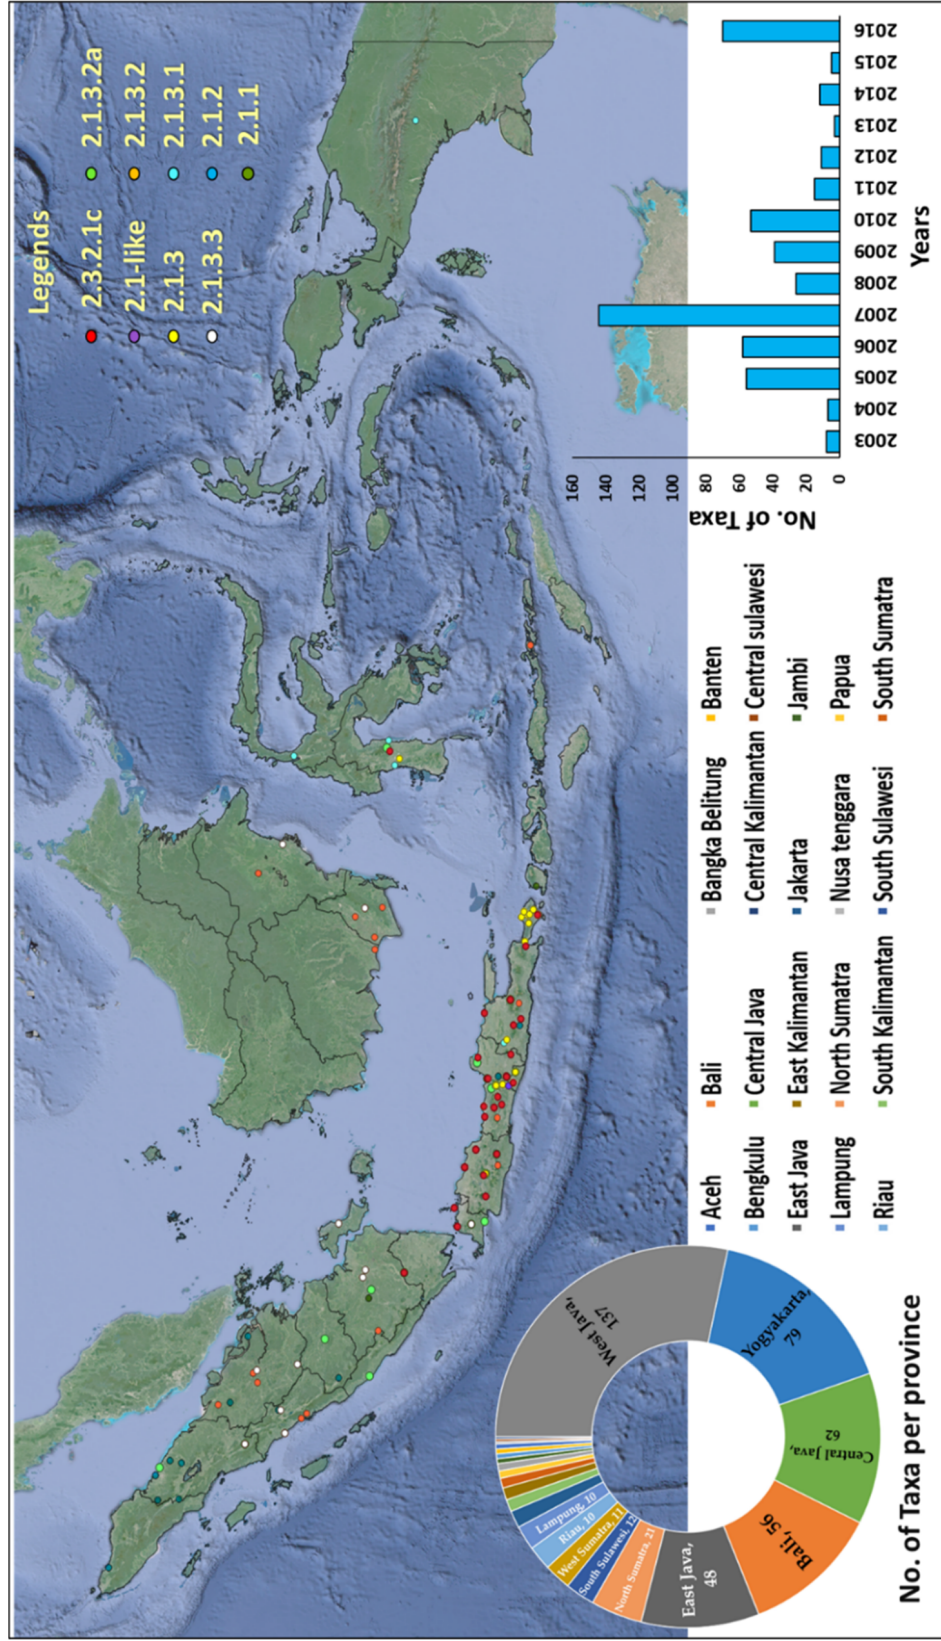 Legends
2.3.2.1c
2.1.3.2a
2.1-like
2.1.3.2
2.1.3
2.1.3.1
2.1.3.3
2.1.2
2.1.1
West Java,
137
Yogyakarta,
79
Central Java,
62
Bali, 56
East Java,
48
North Sumatra, 21
South Sulawesi, 12
West Sumatra, 11
Riau, 10
Lampung, 10
No. of Taxa per province
Aceh
Bali
Bangka Belitung
Banten
Bengkulu
Central Java
Central Kalimantan
Central sulawesi
East Java
East Kalimantan
Jakarta
Jambi
Lampung
North Sumatra
Nusa tenggara
Papua
Riau
South Kalimantan
South Sulawesi
South Sumatra
No. of Taxa
160
140
120
100
80
60
40
20
0
2003
2004
2005
2006
2007
2008
2009
2010
2011
2012
2013
2014
2015
2016
Years